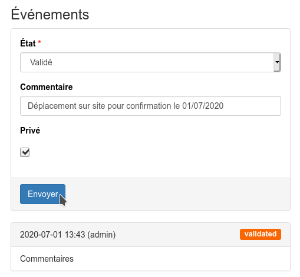 Événements
État *
Validé
Commentaire
Déplacement sur site pour confirmation le 01/07/2020
Privé
Envoyer
2020-07-01 13:43 (admin) validated
Commentaires